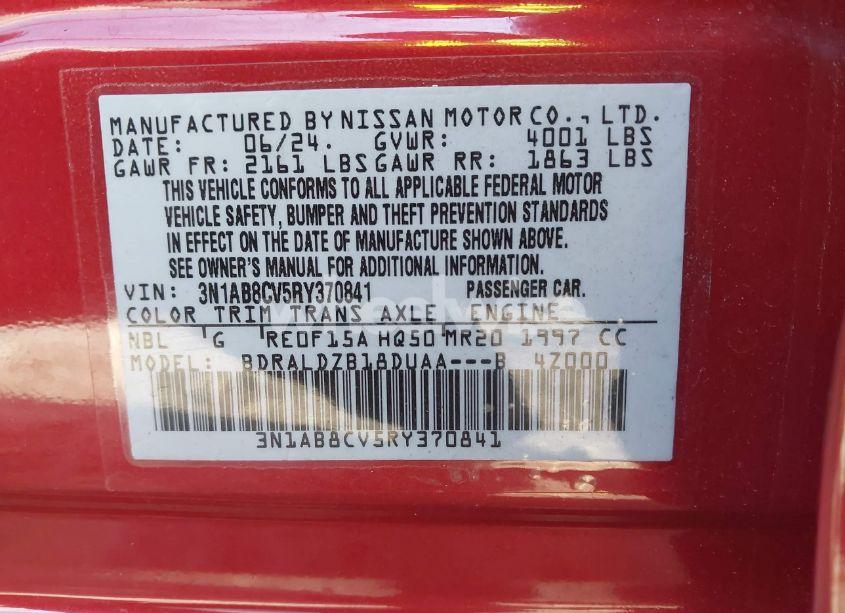 MANUFACTURED BY NISSAN MOTOR CO., LTD.
DATE: 06/24. GVWR: 4001 LBS
GAWR FR: 2161 LBS GAWR RR: 1863 LBS
THIS VEHICLE CONFORMS TO ALL APPLICABLE FEDERAL MOTOR
VEHICLE SAFETY, BUMPER AND THEFT PREVENTION STANDARDS
IN EFFECT ON THE DATE OF MANUFACTURE SHOWN ABOVE.
SEE OWNER'S MANUAL FOR ADDITIONAL INFORMATION.
VIN: 3N1AB8CV5RY370841 PASSENGER CAR.
COLOR TRIM TRANS AXLE ENGINE
NBL G RE0F15A HQ50 MR20 1997 CC
MODEL: BDRALDZB18DUAA---B 4Z000
3N1AB8CV5RY370841